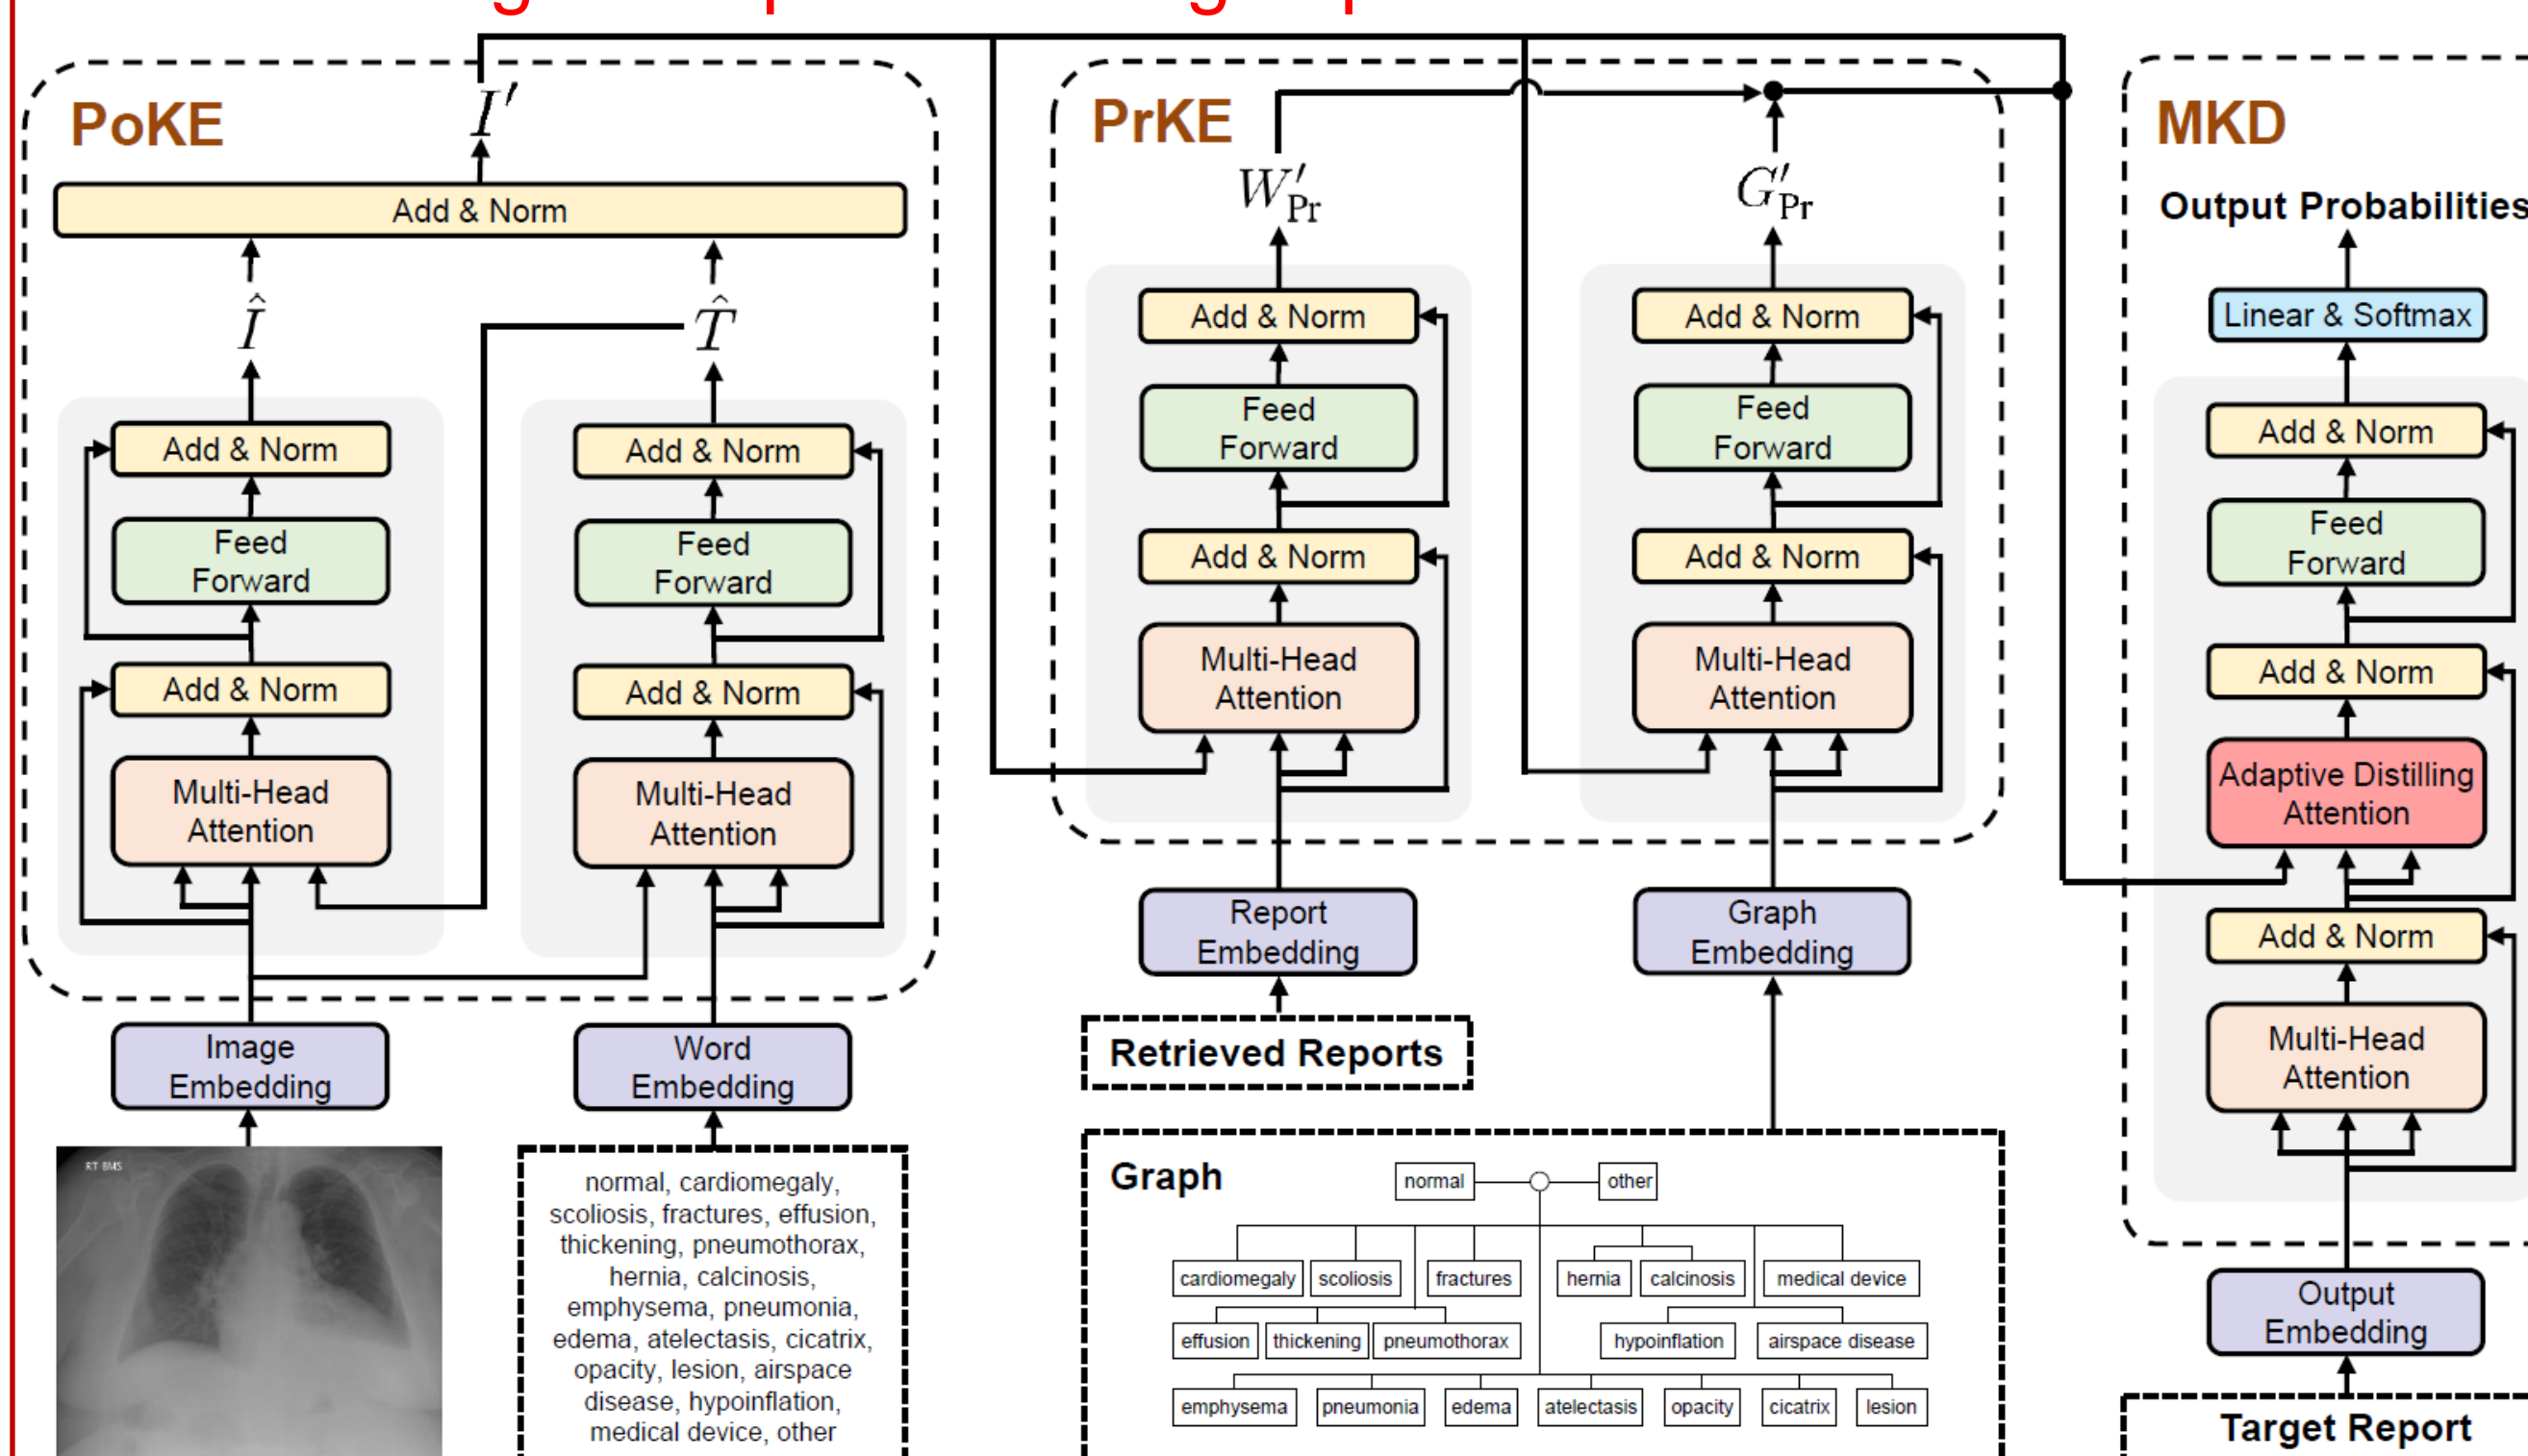 PoKE
I′
Add & Norm
Î
T̂
Add & Norm
Feed
Forward
Add & Norm
Multi-Head
Attention
Add & Norm
Feed
Forward
Add & Norm
Multi-Head
Attention
Image
Embedding
Word
Embedding
RT BMS
normal, cardiomegaly,
scoliosis, fractures, effusion,
thickening, pneumothorax,
hernia, calcinosis,
emphysema, pneumonia,
edema, atelectasis, cicatrix,
opacity, lesion, airspace
disease, hypoinflation,
medical device, other
PrKE
W′Pr
G′Pr
Add & Norm
Feed
Forward
Add & Norm
Multi-Head
Attention
Add & Norm
Feed
Forward
Add & Norm
Multi-Head
Attention
Report
Embedding
Graph
Embedding
Retrieved Reports
Graph
normal
other
cardiomegaly
scoliosis
fractures
hernia
calcinosis
medical device
effusion
thickening
pneumothorax
hypoinflation
airspace disease
emphysema
pneumonia
edema
atelectasis
opacity
cicatrix
lesion
MKD
Output Probabilities
Linear & Softmax
Add & Norm
Feed
Forward
Add & Norm
Adaptive Distilling
Attention
Add & Norm
Multi-Head
Attention
Output
Embedding
Target Report